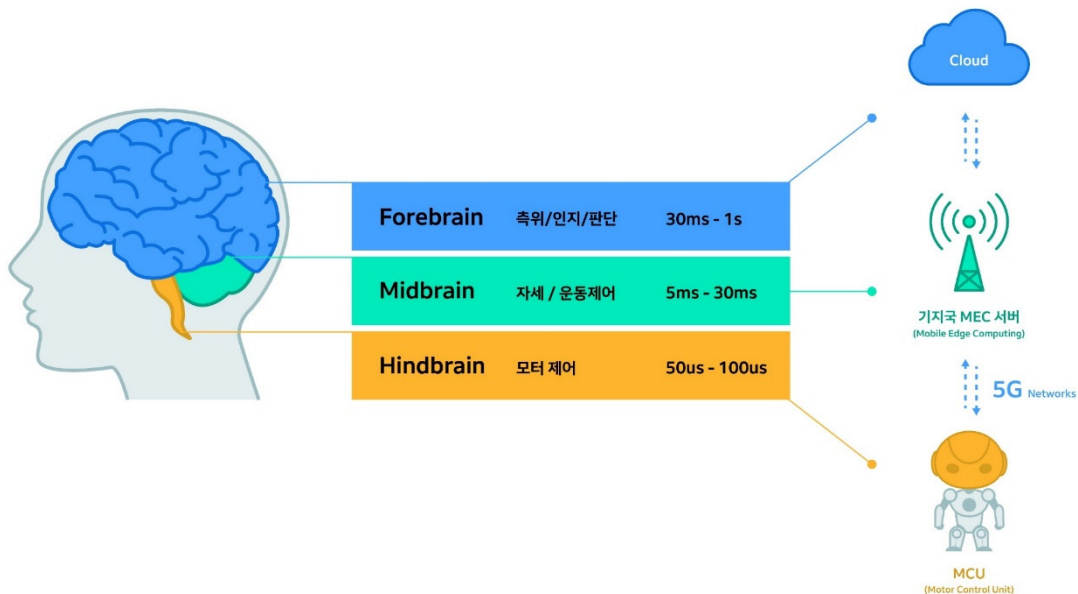 Cloud
Forebrain 측위/인지/판단 30ms - 1s
Midbrain 자세 / 운동제어 5ms - 30ms
기지국 MEC 서버
(Mobile Edge Computing)
Hindbrain 모터 제어 50us - 100us
5G Networks
MCU
(Motor Control Unit)